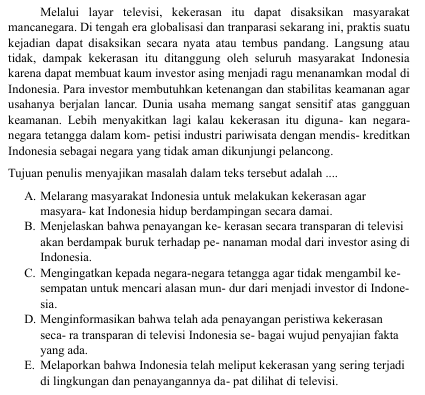 Melalui layar televisi, kekerasan itu dapat disaksikan masyarakat
mancanegara. Di tengah era globalisasi dan tranparasi sekarang ini, praktis suatu
kejadian dapat disaksikan secara nyata atau tembus pandang. Langsung atau
tidak, dampak kekerasan itu ditanggung oleh seluruh masyarakat Indonesia
karena dapat membuat kaum investor asing menjadi ragu menanamkan modal di
Indonesia. Para investor membutuhkan ketenangan dan stabilitas keamanan agar
usahanya berjalan lancar. Dunia usaha memang sangat sensitif atas gangguan
keamanan. Lebih menyakitkan lagi kalau kekerasan itu diguna- kan negara-
negara tetangga dalam kom- petisi industri pariwisata dengan mendis- kreditkan
Indonesia sebagai negara yang tidak aman dikunjungi pelancong.
Tujuan penulis menyajikan masalah dalam teks tersebut adalah ....
A. Melarang masyarakat Indonesia untuk melakukan kekerasan agar
masyara- kat Indonesia hidup berdampingan secara damai.
B. Menjelaskan bahwa penayangan ke- kerasan secara transparan di televisi
akan berdampak buruk terhadap pe- nanaman modal dari investor asing di
Indonesia.
C. Mengingatkan kepada negara-negara tetangga agar tidak mengambil ke-
sempatan untuk mencari alasan mun- dur dari menjadi investor di Indone-
sia.
D. Menginformasikan bahwa telah ada penayangan peristiwa kekerasan
seca- ra transparan di televisi Indonesia se- bagai wujud penyajian fakta
yang ada.
E. Melaporkan bahwa Indonesia telah meliput kekerasan yang sering terjadi
di lingkungan dan penayangannya da- pat dilihat di televisi.